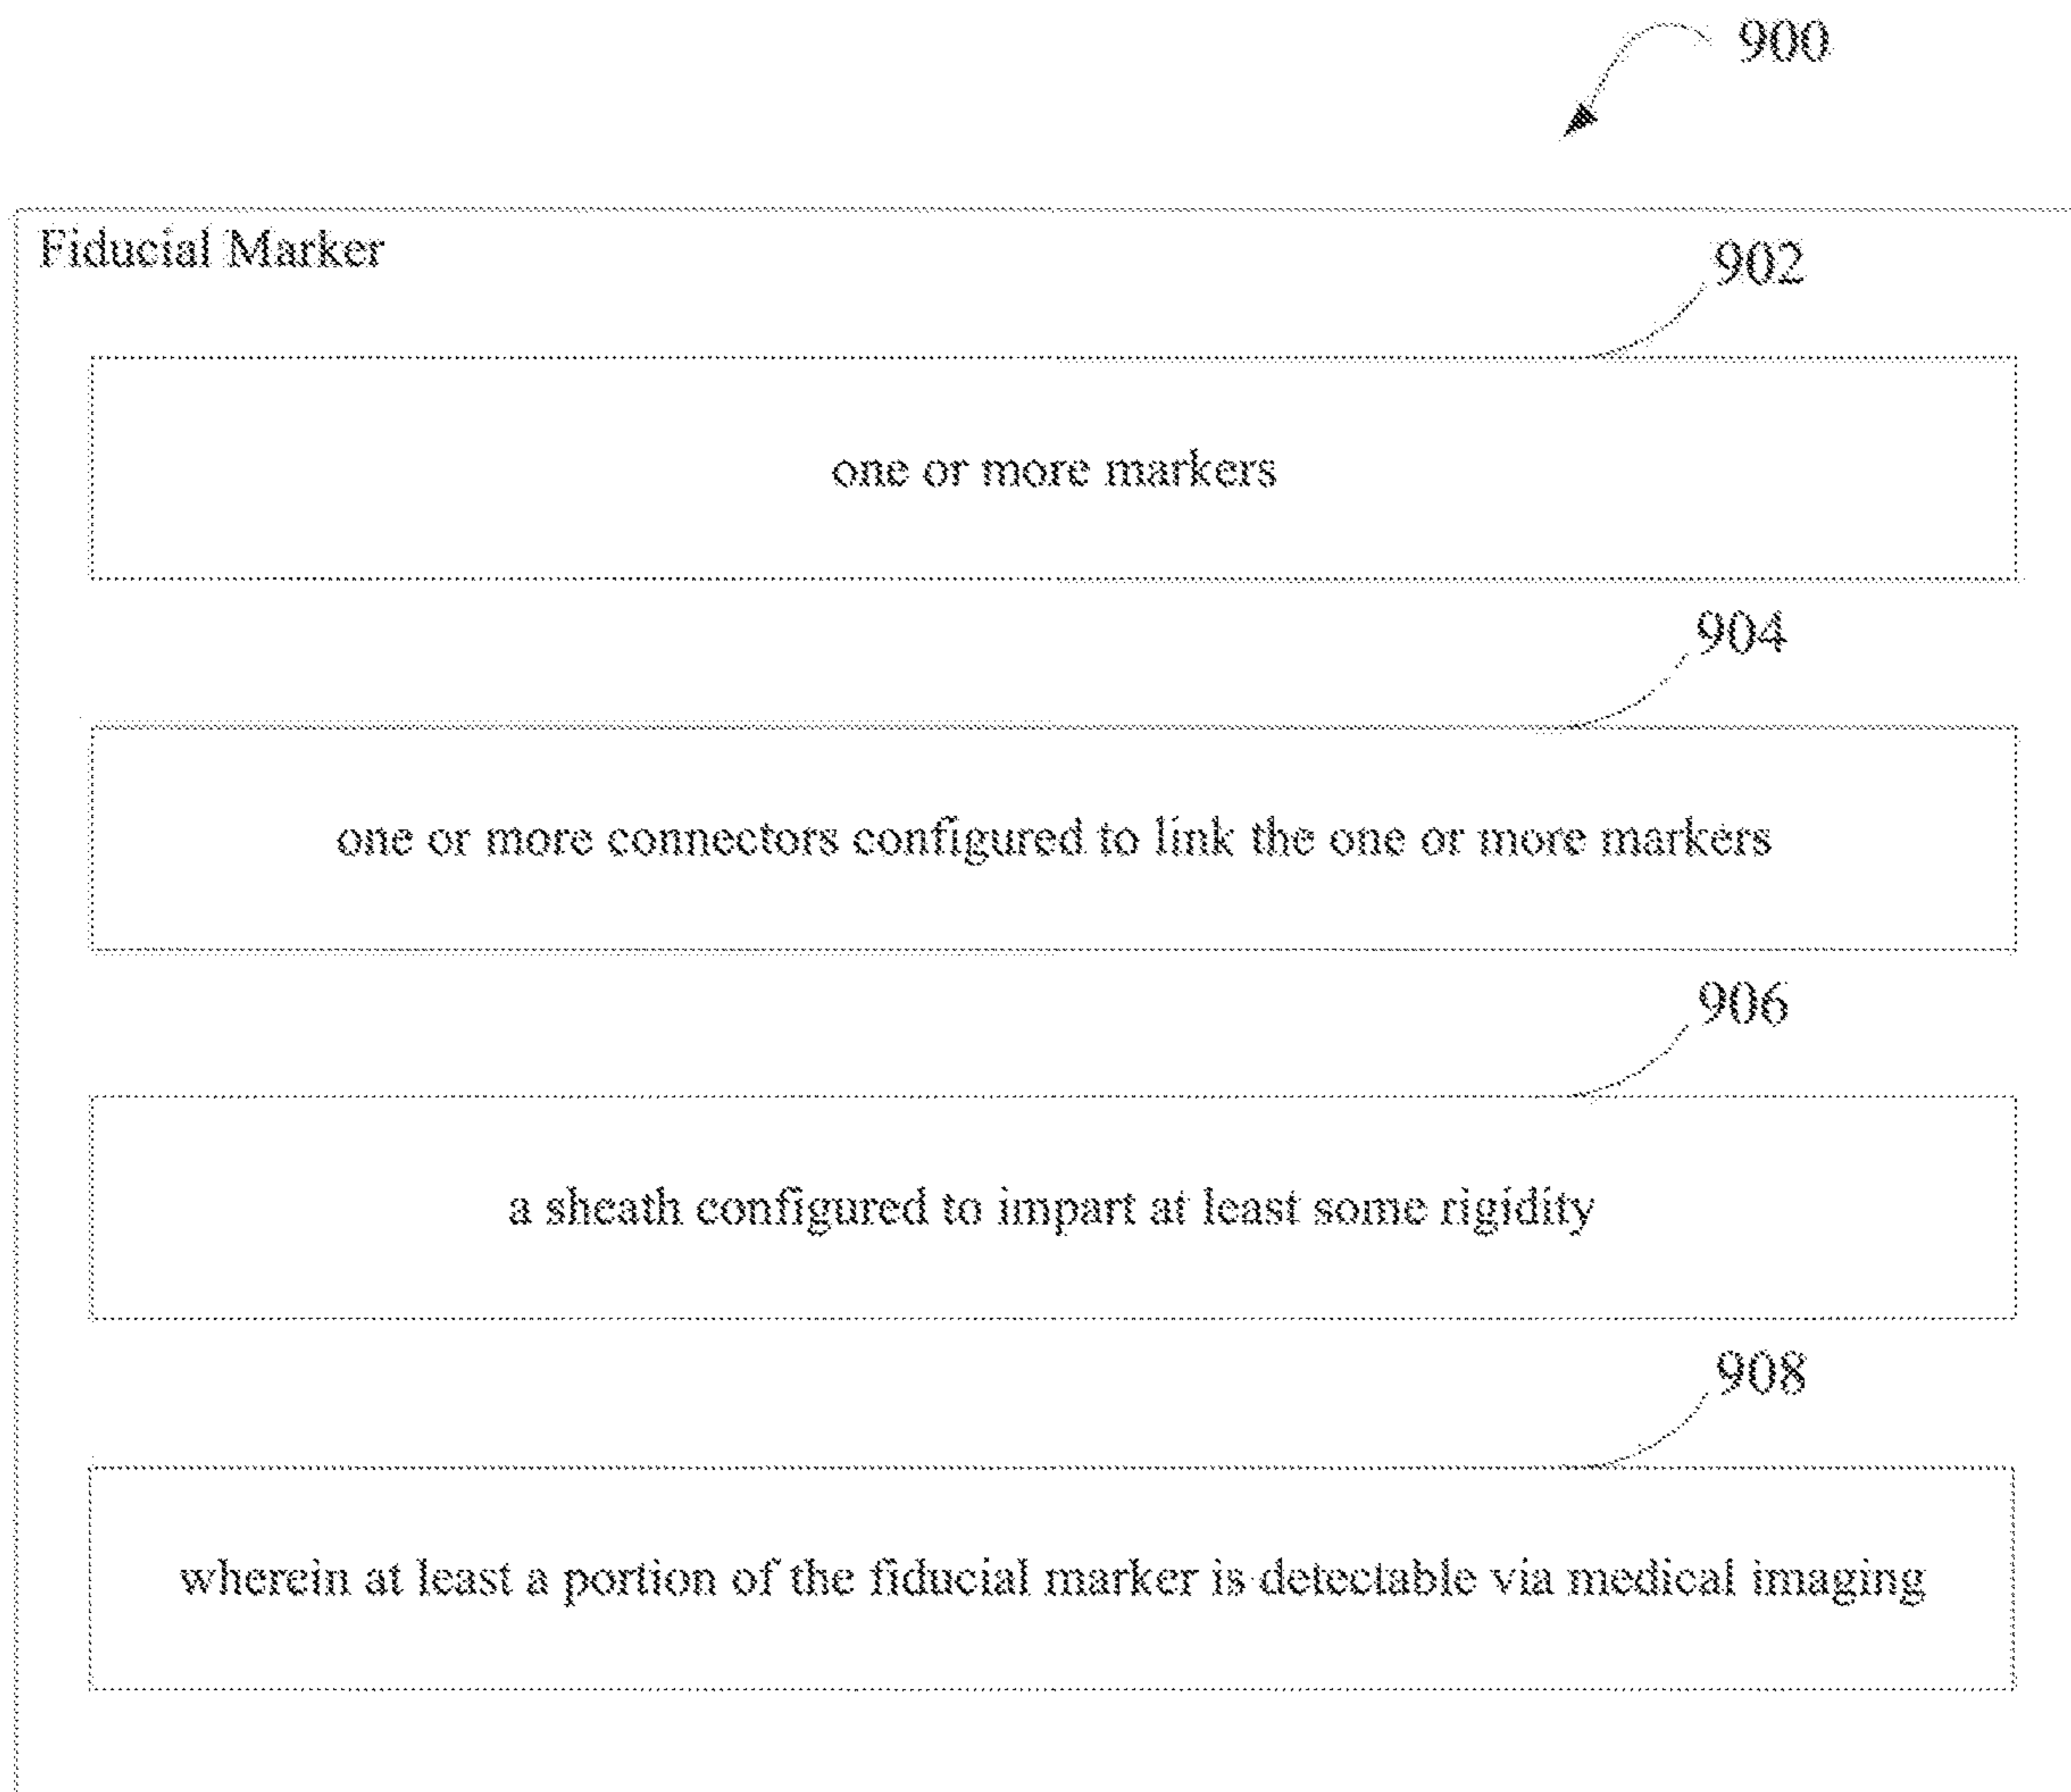 900
Fiducial Marker
902
one or more markers
904
one or more connectors configured to link the one or more markers
906
a sheath configured to impart at least some rigidity
908
wherein at least a portion of the fiducial marker is detectable via medical imaging